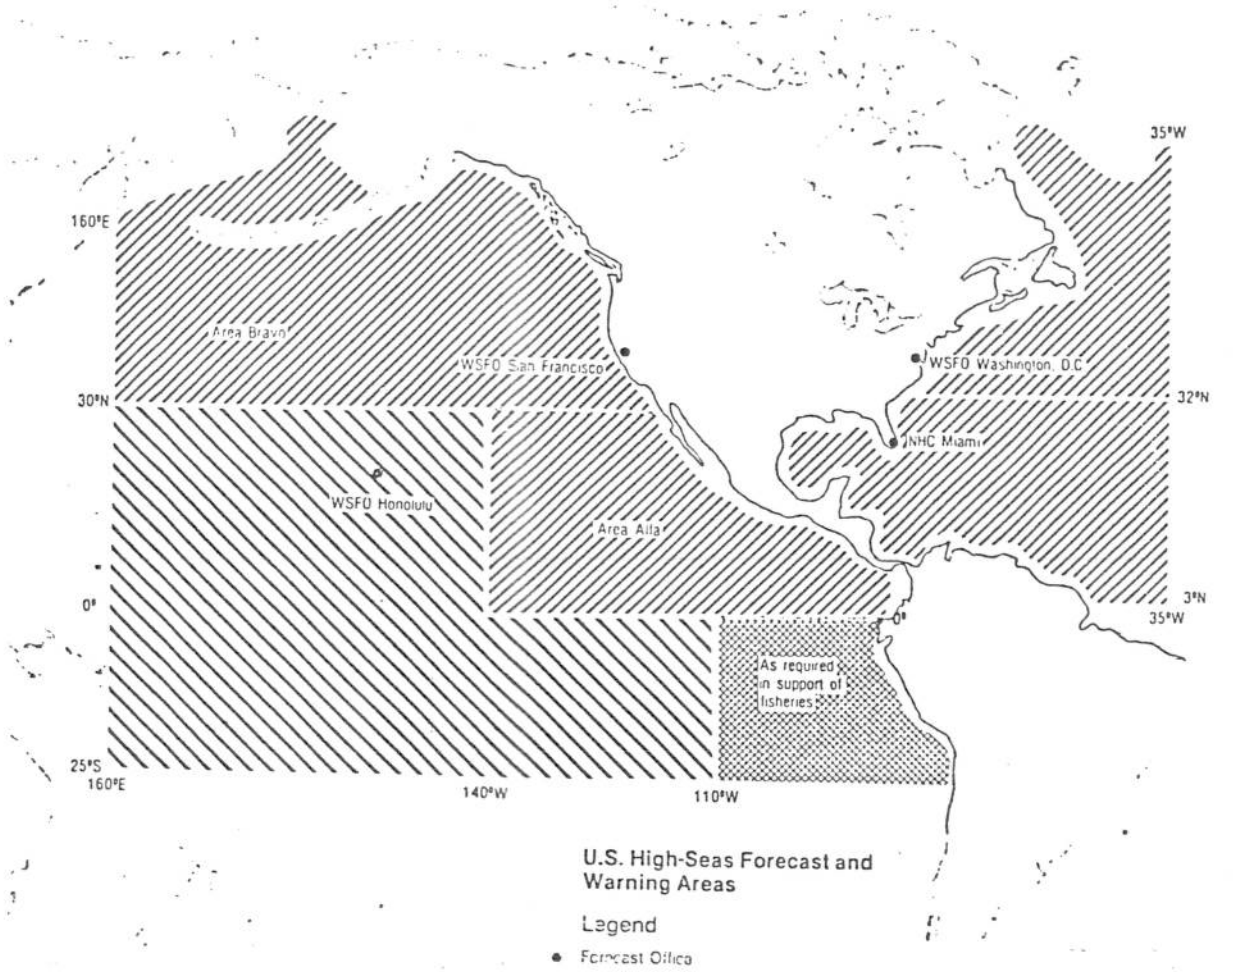 35°W
160°E
Area Bravo
WSFO San Francisco
WSFO Washington, D.C
30°N
32°N
NHC Miami
WSFO Honolulu
Area Alfa
0°
3°N
0°
35°W
As required
in support of
fisheries
25°S
160°E
140°W
110°W
U.S. High-Seas Forecast and
Warning Areas
Legend
Forecast Office